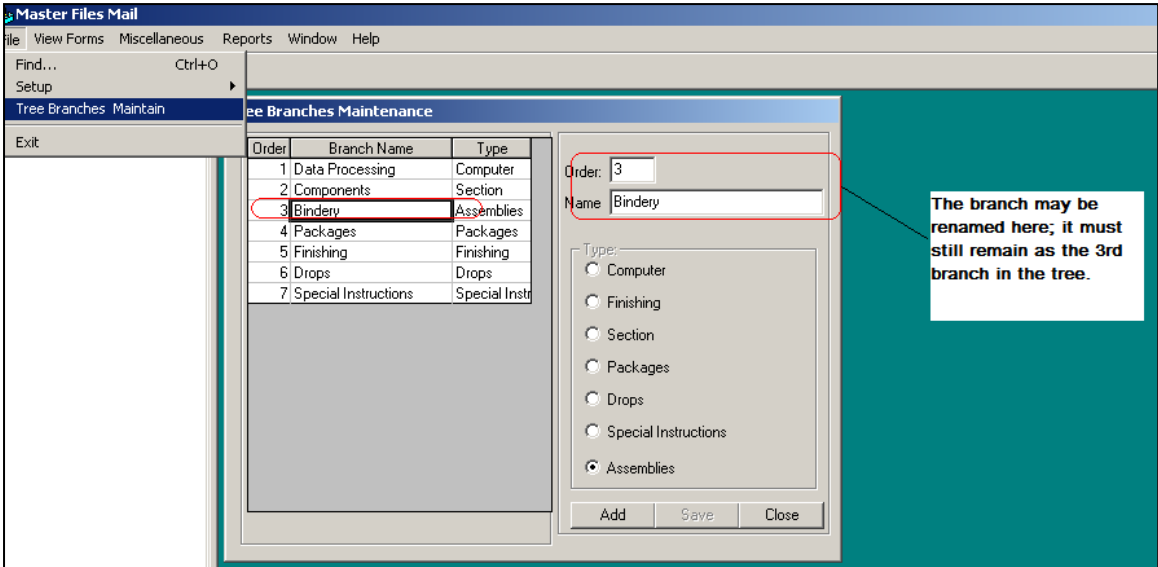 Master Files Mail
File View Forms Miscellaneous Reports Window Help
Find... Ctrl+O
Setup
Tree Branches Maintain
Exit
ee Branches Maintenance
Order Branch Name Type
1 Data Processing Computer
2 Components Section
3 Bindery Assemblies
4 Packages Packages
5 Finishing Finishing
6 Drops Drops
7 Special Instructions Special Instr
Order: 3
Name Bindery
Type:
Computer
Finishing
Section
Packages
Drops
Special Instructions
Assemblies
Add Save Close
The branch may be
renamed here; it must
still remain as the 3rd
branch in the tree.